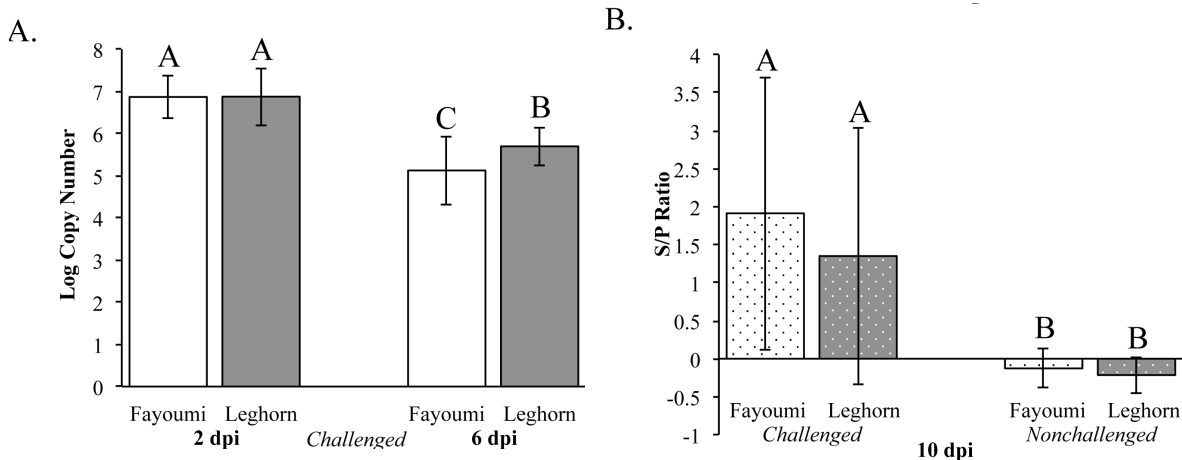 A.
Log Copy Number
8
7
6
5
4
3
2
1
0
A
A
C
B
Fayoumi Leghorn Fayoumi Leghorn
2 dpi Challenged 6 dpi
B.
S/P Ratio
4
3.5
3
2.5
2
1.5
1
0.5
0
-0.5
-1
A
A
B
B
Fayoumi Leghorn Fayoumi Leghorn
Challenged Nonchallenged
10 dpi